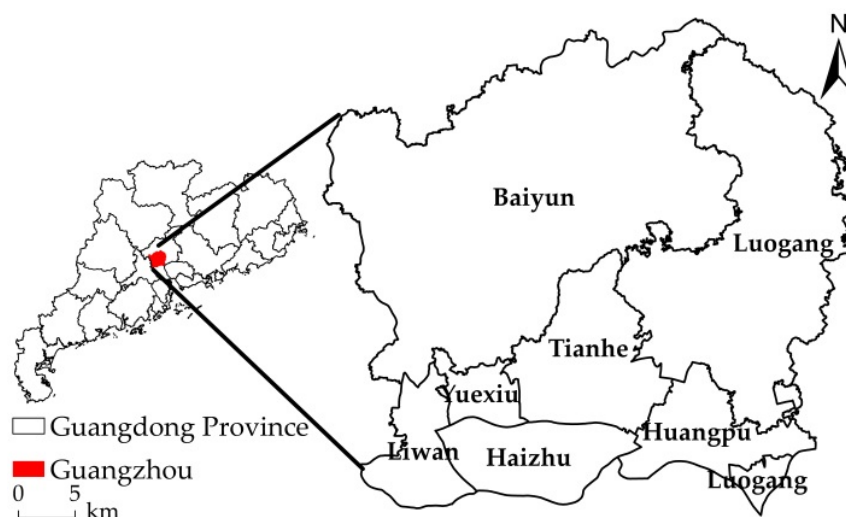 N
Baiyun
Luogang
Tianhe
Yuexiu
Guangdong Province
Huangpu
Liwan
Haizhu
Guangzhou
Luogang
0 5
km